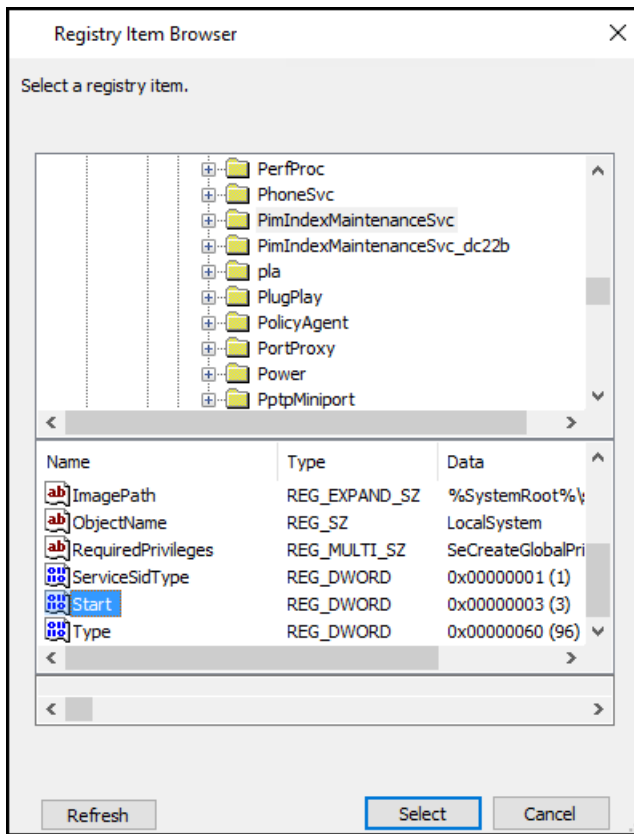 Registry Item Browser
Select a registry item.
PerfProc
PhoneSvc
PimIndexMaintenanceSvc
PimIndexMaintenanceSvc_dc22b
pla
PlugPlay
PolicyAgent
PortProxy
Power
PptpMiniport
Name Type Data
ImagePath REG_EXPAND_SZ %SystemRoot%\
ObjectName REG_SZ LocalSystem
RequiredPrivileges REG_MULTI_SZ SeCreateGlobalPri
ServiceSidType REG_DWORD 0x00000001 (1)
Start REG_DWORD 0x00000003 (3)
Type REG_DWORD 0x00000060 (96)
Refresh Select Cancel